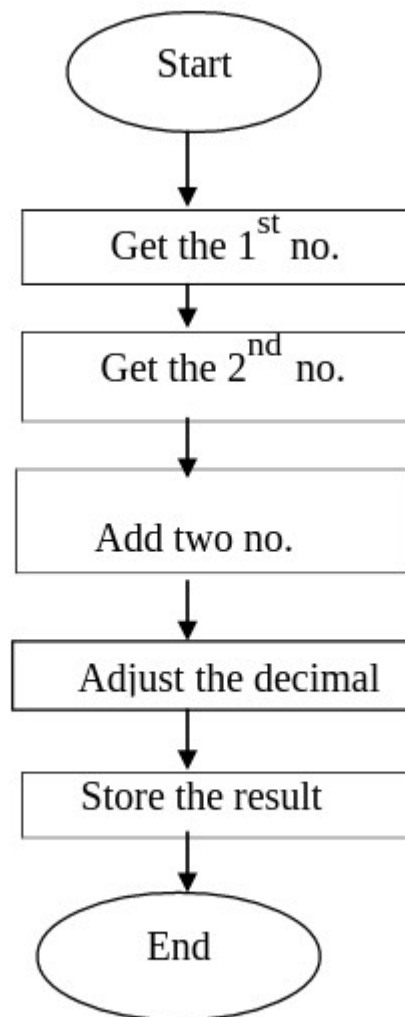 Start
Get the 1st no.
Get the 2nd no.
Add two no.
Adjust the decimal
Store the result
End